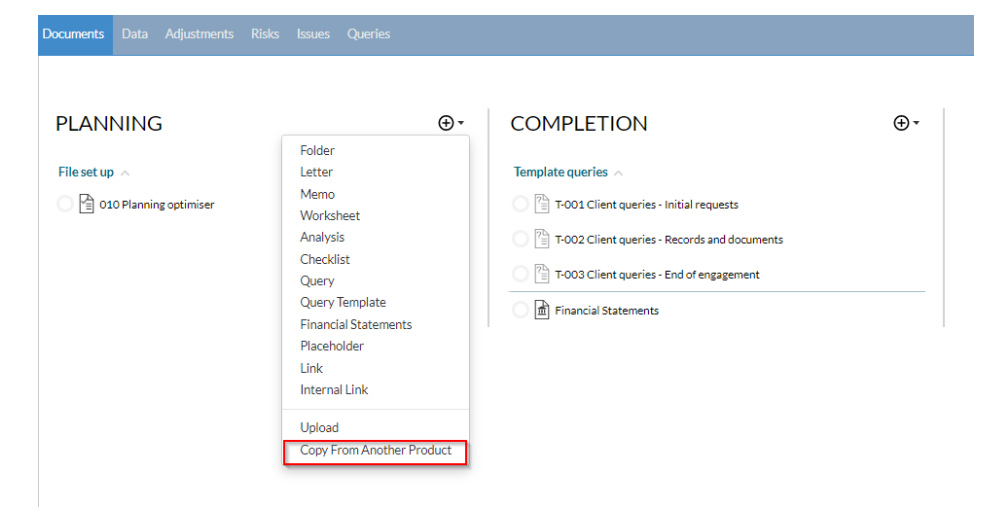 Documents Data Adjustments Risks Issues Queries
PLANNING
File set up
010 Planning optimiser
Folder
Letter
Memo
Worksheet
Analysis
Checklist
Query
Query Template
Financial Statements
Placeholder
Link
Internal Link
Upload
Copy From Another Product
COMPLETION
Template queries
T-001 Client queries - Initial requests
T-002 Client queries - Records and documents
T-003 Client queries - End of engagement
Financial Statements